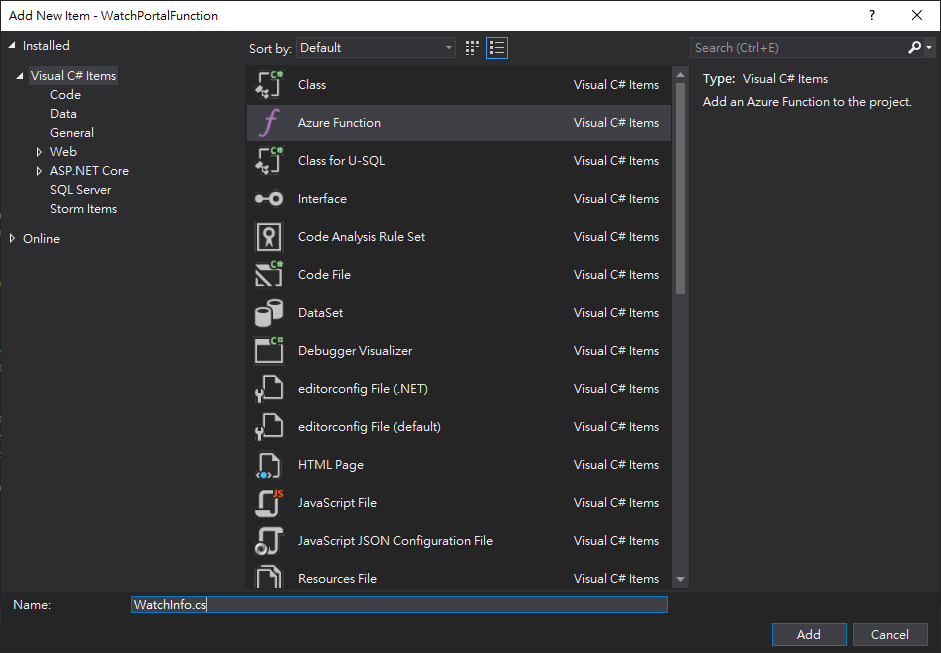 Add New Item - WatchPortalFunction ?
Installed
Sort by: Default
Search (Ctrl+E)
Visual C# Items
Code
Data
General
Web
ASP.NET Core
SQL Server
Storm Items
Online
Class Visual C# Items
Azure Function Visual C# Items
Class for U-SQL Visual C# Items
Interface Visual C# Items
Code Analysis Rule Set Visual C# Items
Code File Visual C# Items
DataSet Visual C# Items
Debugger Visualizer Visual C# Items
editorconfig File (.NET) Visual C# Items
editorconfig File (default) Visual C# Items
HTML Page Visual C# Items
JavaScript File Visual C# Items
JavaScript JSON Configuration File Visual C# Items
Resources File Visual C# Items
Type: Visual C# Items
Add an Azure Function to the project.
Name: WatchInfo.cs
Add Cancel